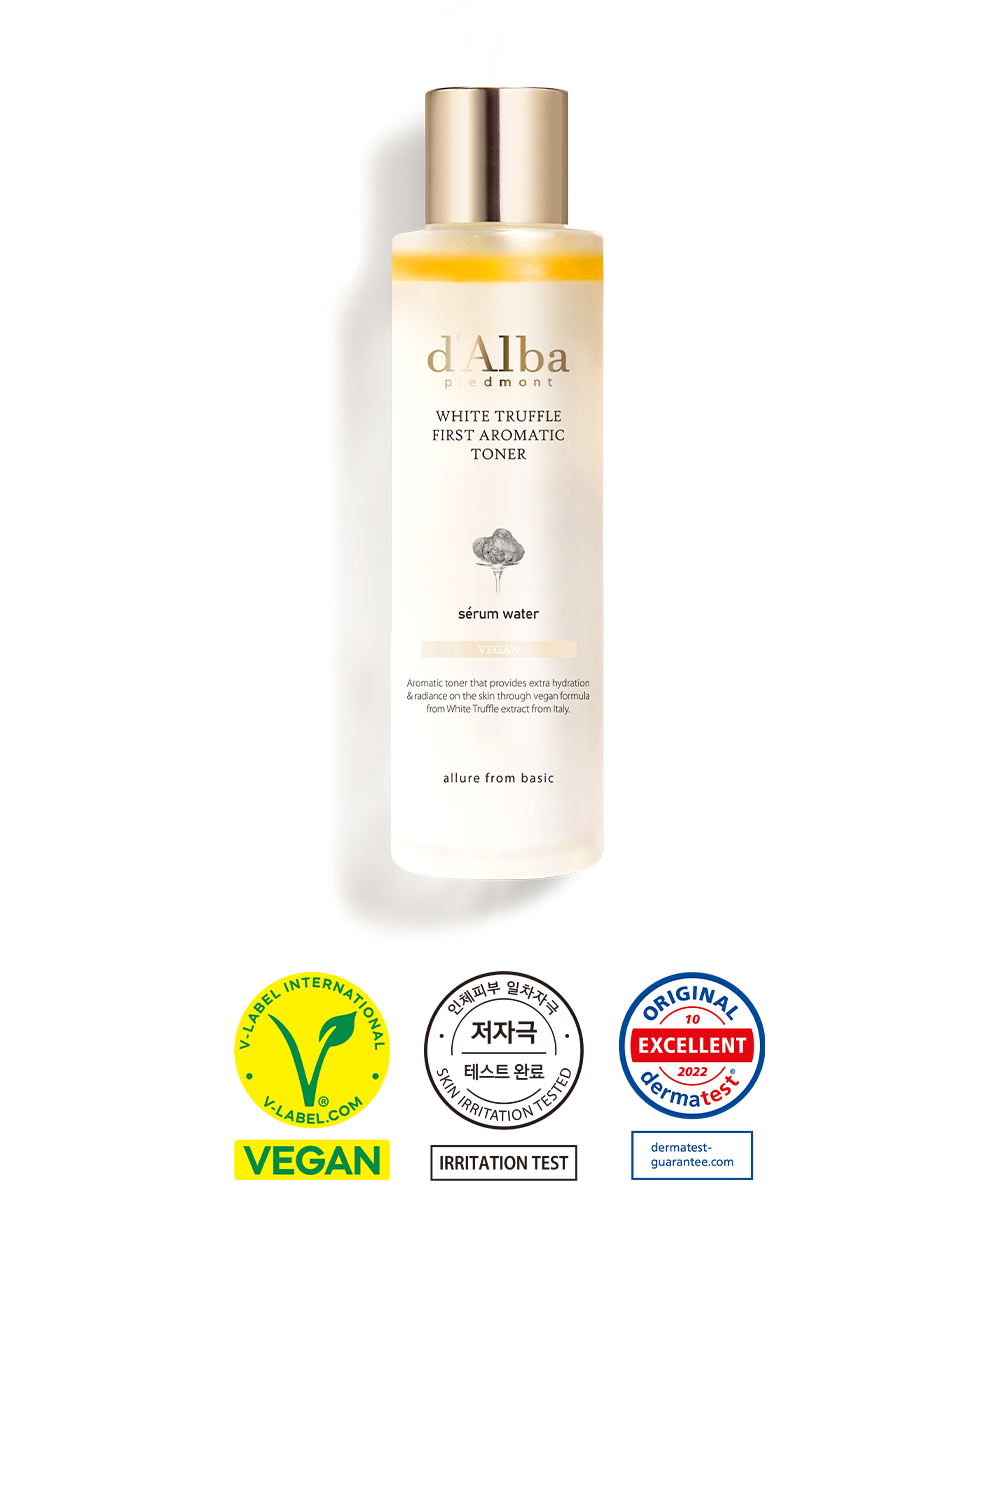 d'Alba
piedmont
WHITE TRUFFLE
FIRST AROMATIC
TONER
sérum water
VEGAN
Aromatic toner that provides extra hydration
& radiance on the skin through vegan formula
from White Truffle extract from Italy.
allure from basic
V-LABEL INTERNATIONAL
®
V-LABEL.COM
VEGAN
인체피부 일차자극
저자극
테스트 완료
SKIN IRRITATION TESTED
IRRITATION TEST
ORIGINAL
10
EXCELLENT
2022
dermatest®
dermatest-
guarantee.com